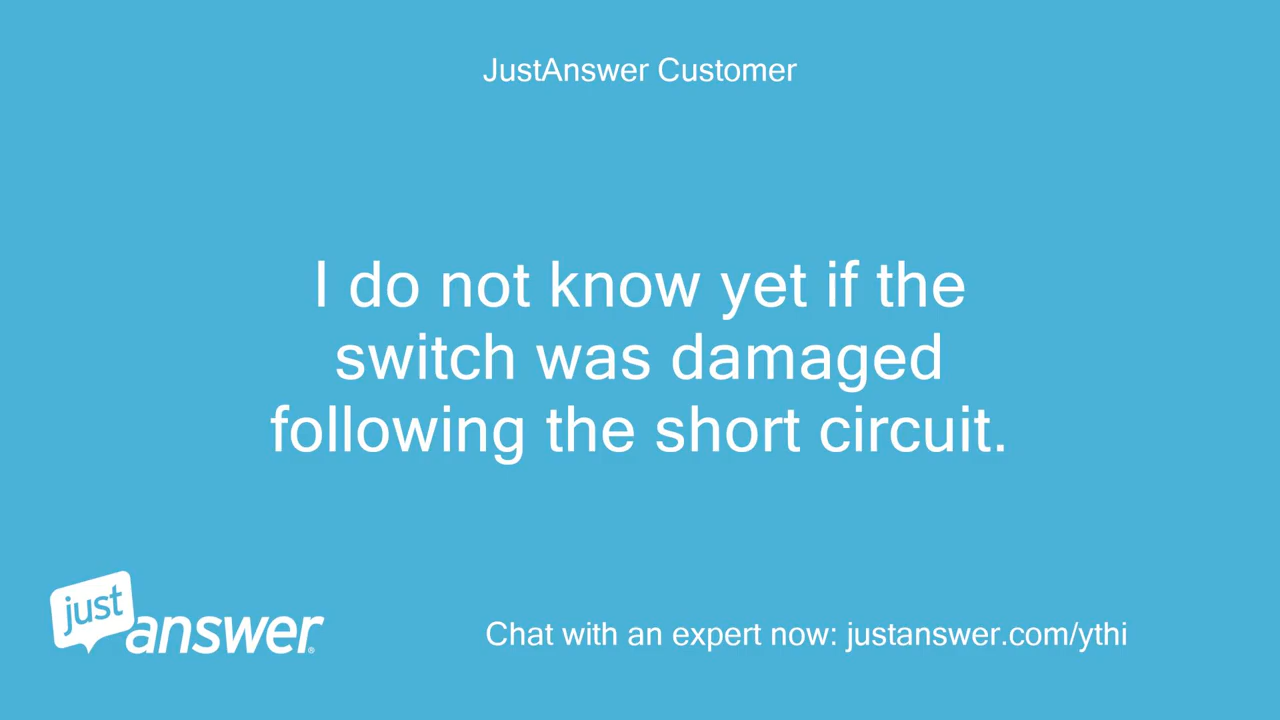 JustAnswer Customer
I do not know yet if the
switch was damaged
following the short circuit.
just
answer®
Chat with an expert now: justanswer.com/ythi